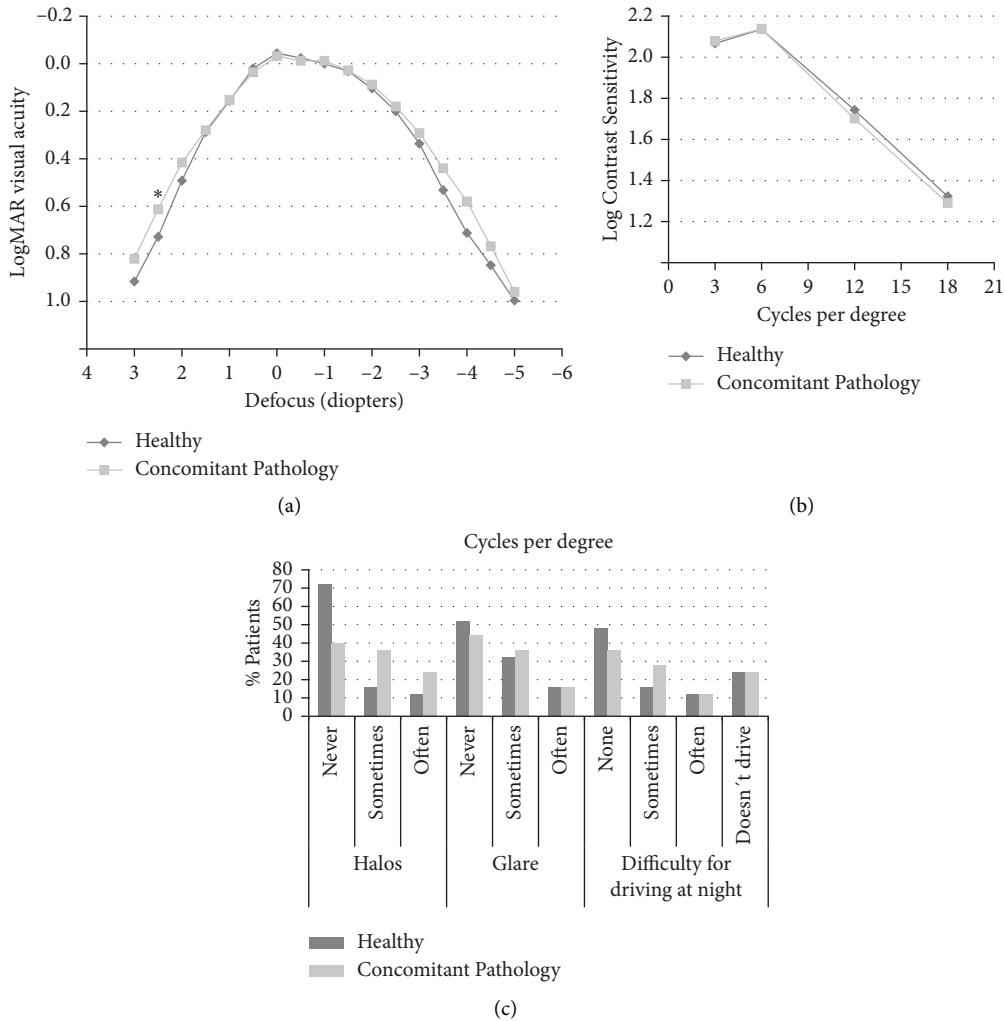 −0.2
0.0
0.2
0.4
0.6
0.8
1.0
LogMAR visual acuity
*
4 3 2 1 0 −1 −2 −3 −4 −5 −6
Defocus (diopters)
Healthy
Concomitant Pathology
(a)
2.2
2.0
1.8
1.6
1.4
1.2
Log Contrast Sensitivity
0 3 6 9 12 15 18 21
Cycles per degree
Healthy
Concomitant Pathology
(b)
Cycles per degree
80
70
60
50
40
30
20
10
0
% Patients
Never
Sometimes
Often
Never
Sometimes
Often
None
Sometimes
Often
Doesn´t drive
Halos
Glare
Difficulty for
driving at night
Healthy
Concomitant Pathology
(c)